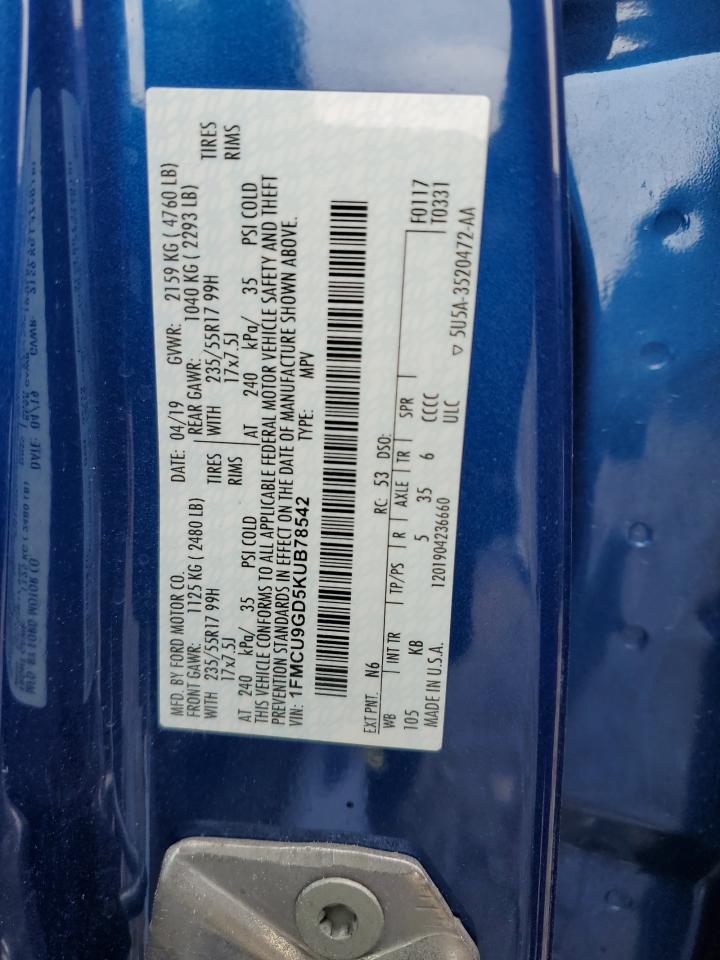 MFD. BY FORD MOTOR CO.
DATE: 04/19 GVWR: 2159 KG ( 4760 LB)
FRONT GAWR: 1125 KG ( 2480 LB) REAR GAWR: 1040 KG ( 2293 LB)
WITH 235/55R17 99H TIRES WITH 235/55R17 99H TIRES
17x7.5J RIMS 17x7.5J RIMS
AT 240 kPa/ 35 PSI COLD AT 240 kPa/ 35 PSI COLD
THIS VEHICLE CONFORMS TO ALL APPLICABLE FEDERAL MOTOR VEHICLE SAFETY AND THEFT
PREVENTION STANDARDS IN EFFECT ON THE DATE OF MANUFACTURE SHOWN ABOVE.
VIN: 1FMCU9GD5KUB78542 TYPE: MPV
EXT PNT. N6 RC: 53 DSO: F0117
WB INT TR TP/PS R AXLE TR SPR T0331
105 KB 5 35 6 CCCC
MADE IN U.S.A. 1201904236660 ULC ▽ 5U5A-3520472-AA